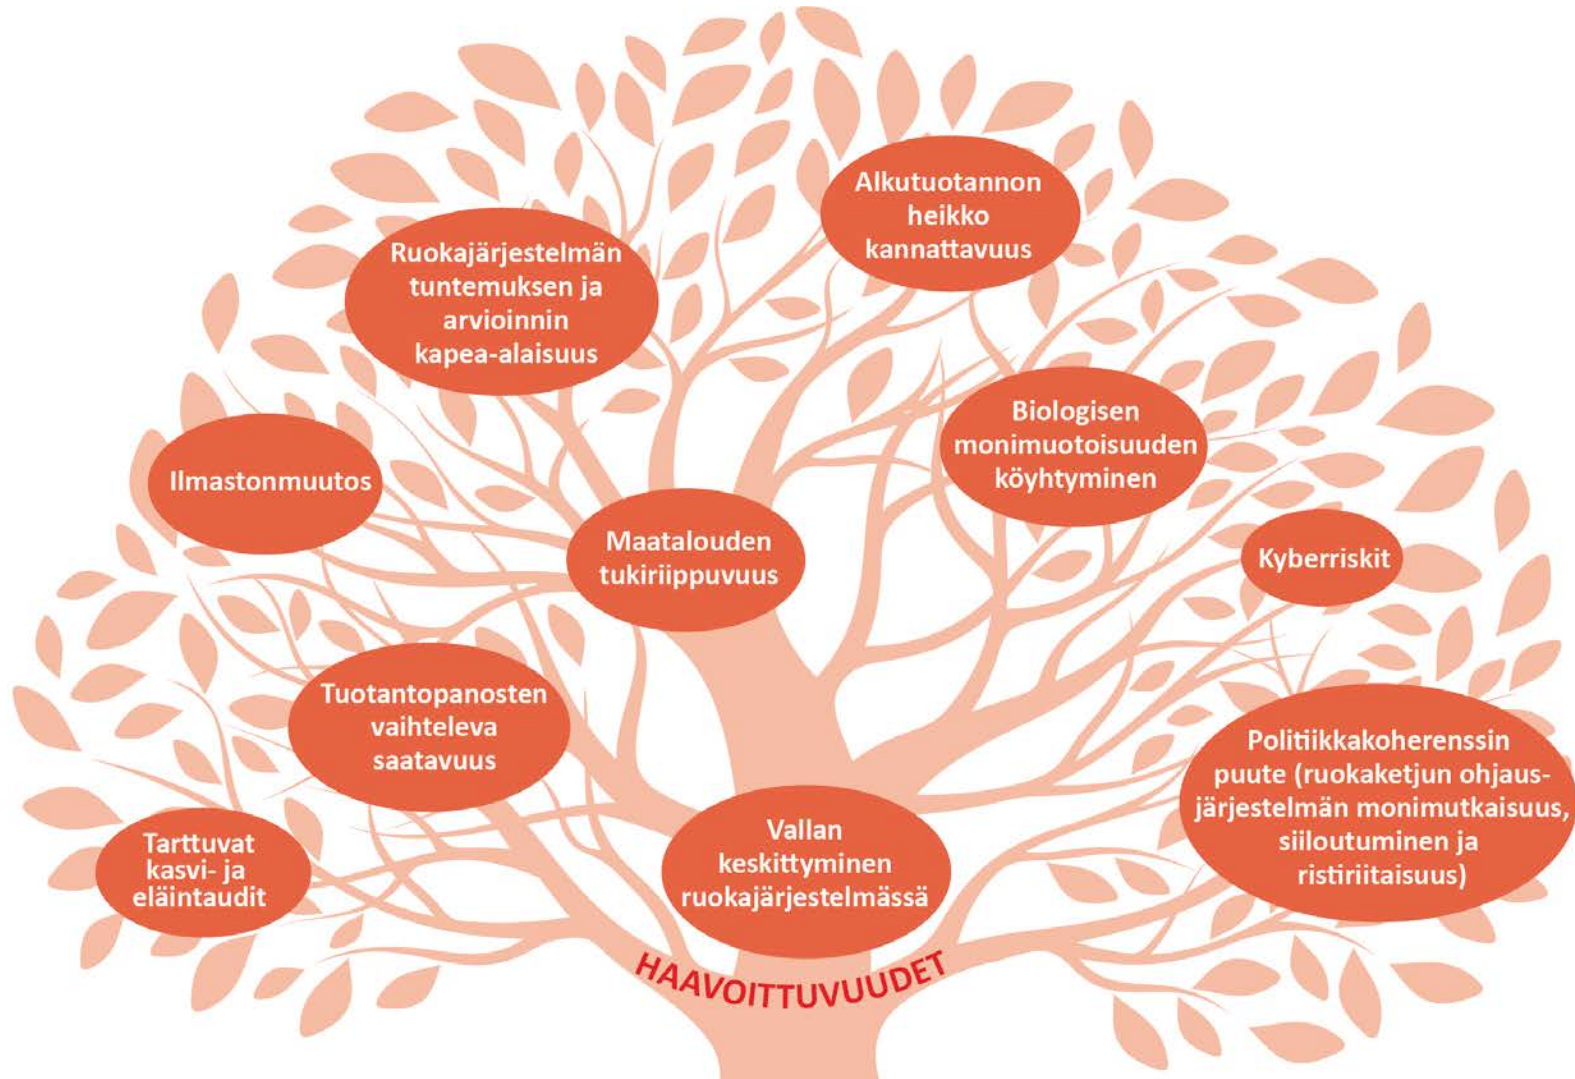 Alkutuotannon
heikko
kannattavuus
Ruokajärjestelmän
tuntemuksen ja
arvioinnin
kapea-alaisuus
Biologisen
monimuotoisuuden
köyhtyminen
Ilmastonmuutos
Maatalouden
tukiriippuvuus
Kyberriskit
Tuotantopanosten
vaihteleva
saatavuus
Politiikkakoherenssin
puute (ruokaketjun ohjaus-
järjestelmän monimutkaisuus,
siiloutuminen ja
ristiriitaisuus)
Tarttuvat
kasvi- ja
eläintaudit
Vallan
keskittyminen
ruokajärjestelmässä
HAAVOITTUVUUDET